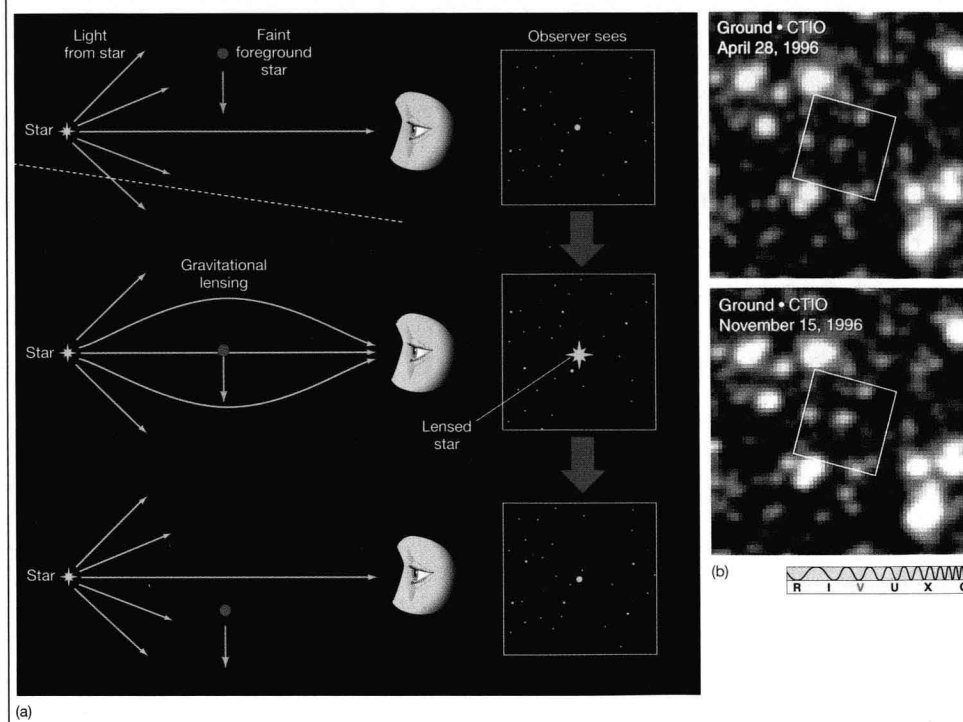 Light
from star
Faint
foreground
star
Observer sees
Star
Gravitational
lensing
Star
Lensed
star
Star
(a)
Ground • CTIO
April 28, 1996
Ground • CTIO
November 15, 1996
(b)
R I V U X G